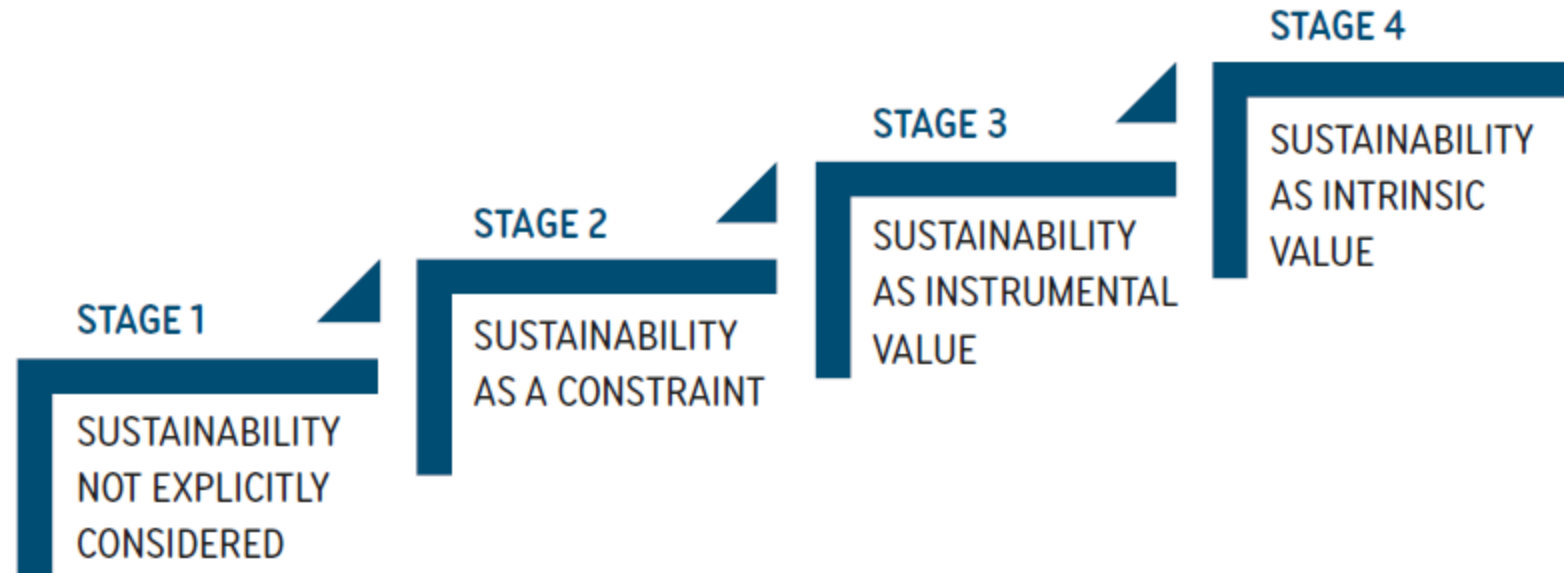 STAGE 1
SUSTAINABILITY
NOT EXPLICITLY
CONSIDERED
STAGE 2
SUSTAINABILITY
AS A CONSTRAINT
STAGE 3
SUSTAINABILITY
AS INSTRUMENTAL
VALUE
STAGE 4
SUSTAINABILITY
AS INTRINSIC
VALUE